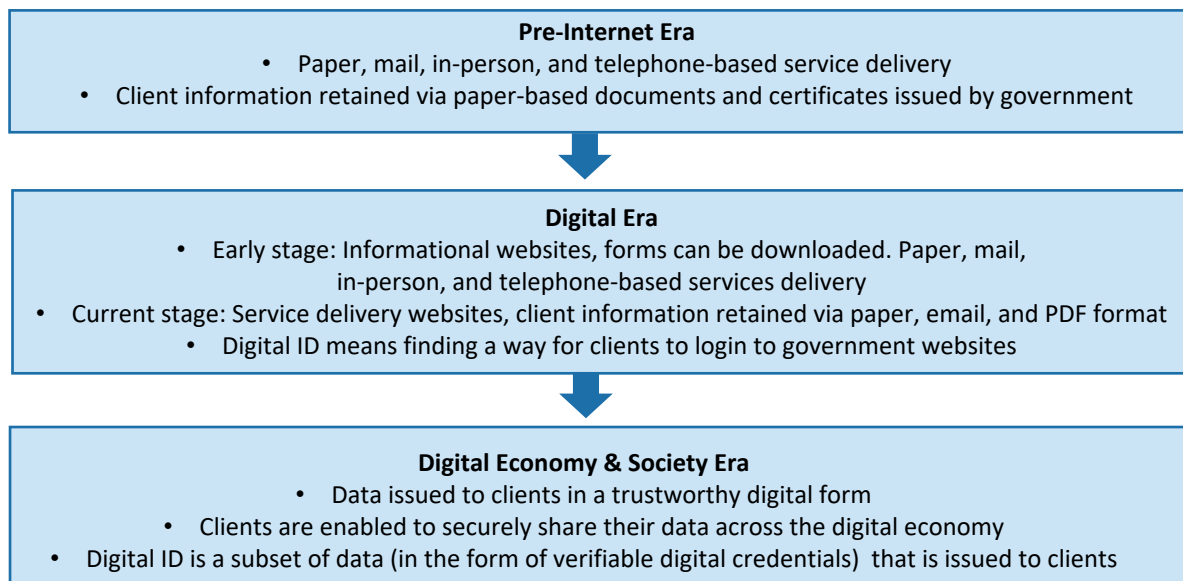 Pre-Internet Era
• Paper, mail, in-person, and telephone-based service delivery
• Client information retained via paper-based documents and certificates issued by government
Digital Era
• Early stage: Informational websites, forms can be downloaded. Paper, mail,
in-person, and telephone-based services delivery
• Current stage: Service delivery websites, client information retained via paper, email, and PDF format
• Digital ID means finding a way for clients to login to government websites
Digital Economy & Society Era
• Data issued to clients in a trustworthy digital form
• Clients are enabled to securely share their data across the digital economy
• Digital ID is a subset of data (in the form of verifiable digital credentials) that is issued to clients